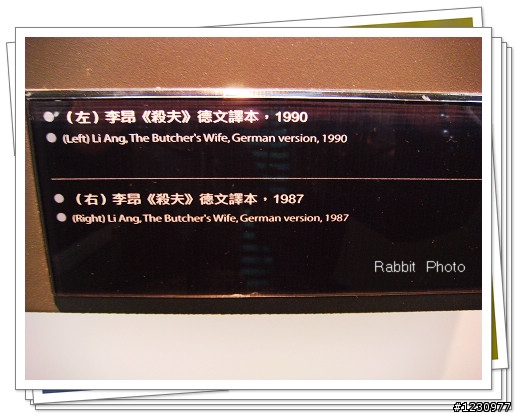 （左）李昂《殺夫》德文譯本，1990
(Left) Li Ang, The Butcher's Wife, German version, 1990
（右）李昂《殺夫》德文譯本，1987
(Right) Li Ang, The Butcher's Wife, German version, 1987
Rabbit Photo
#1230977